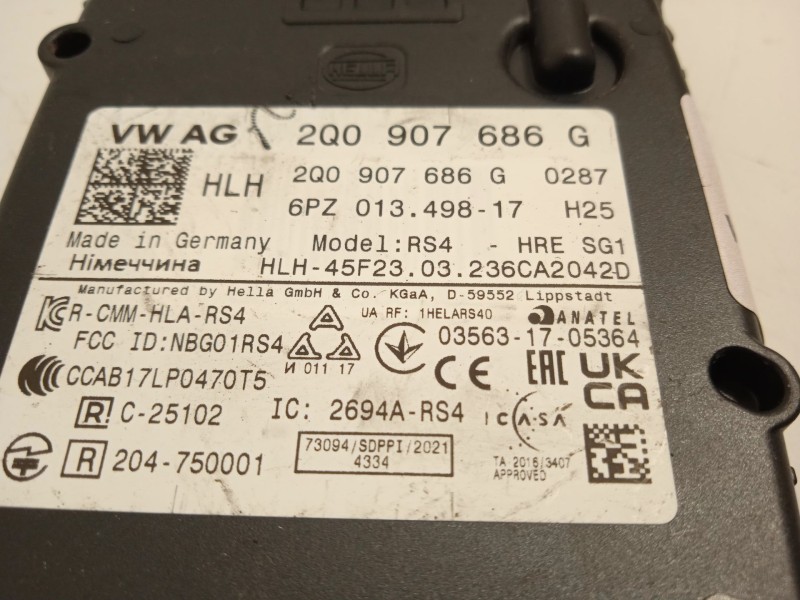 HELLA
VW AG 2Q0 907 686 G
HLH 2Q0 907 686 G 0287
6PZ 013.498-17 H25
Made in Germany Model: RS4 - HRE SG1
Німеччина HLH-45F23.03.236CA2042D
Manufactured by Hella GmbH & Co. KGaA, D-59552 Lippstadt
R-CMM-HLA-RS4 UA RF: 1HELARS40 ANATEL
FCC ID:NBG01RS4 03563-17-05364
И 011 17
CCAB17LP0470T5 CE EAC UK
CA
R C-25102 IC: 2694A-RS4 ICASA
R 204-750001 73094/SDPPI/2021
4334
TA 2016/3407
APPROVED